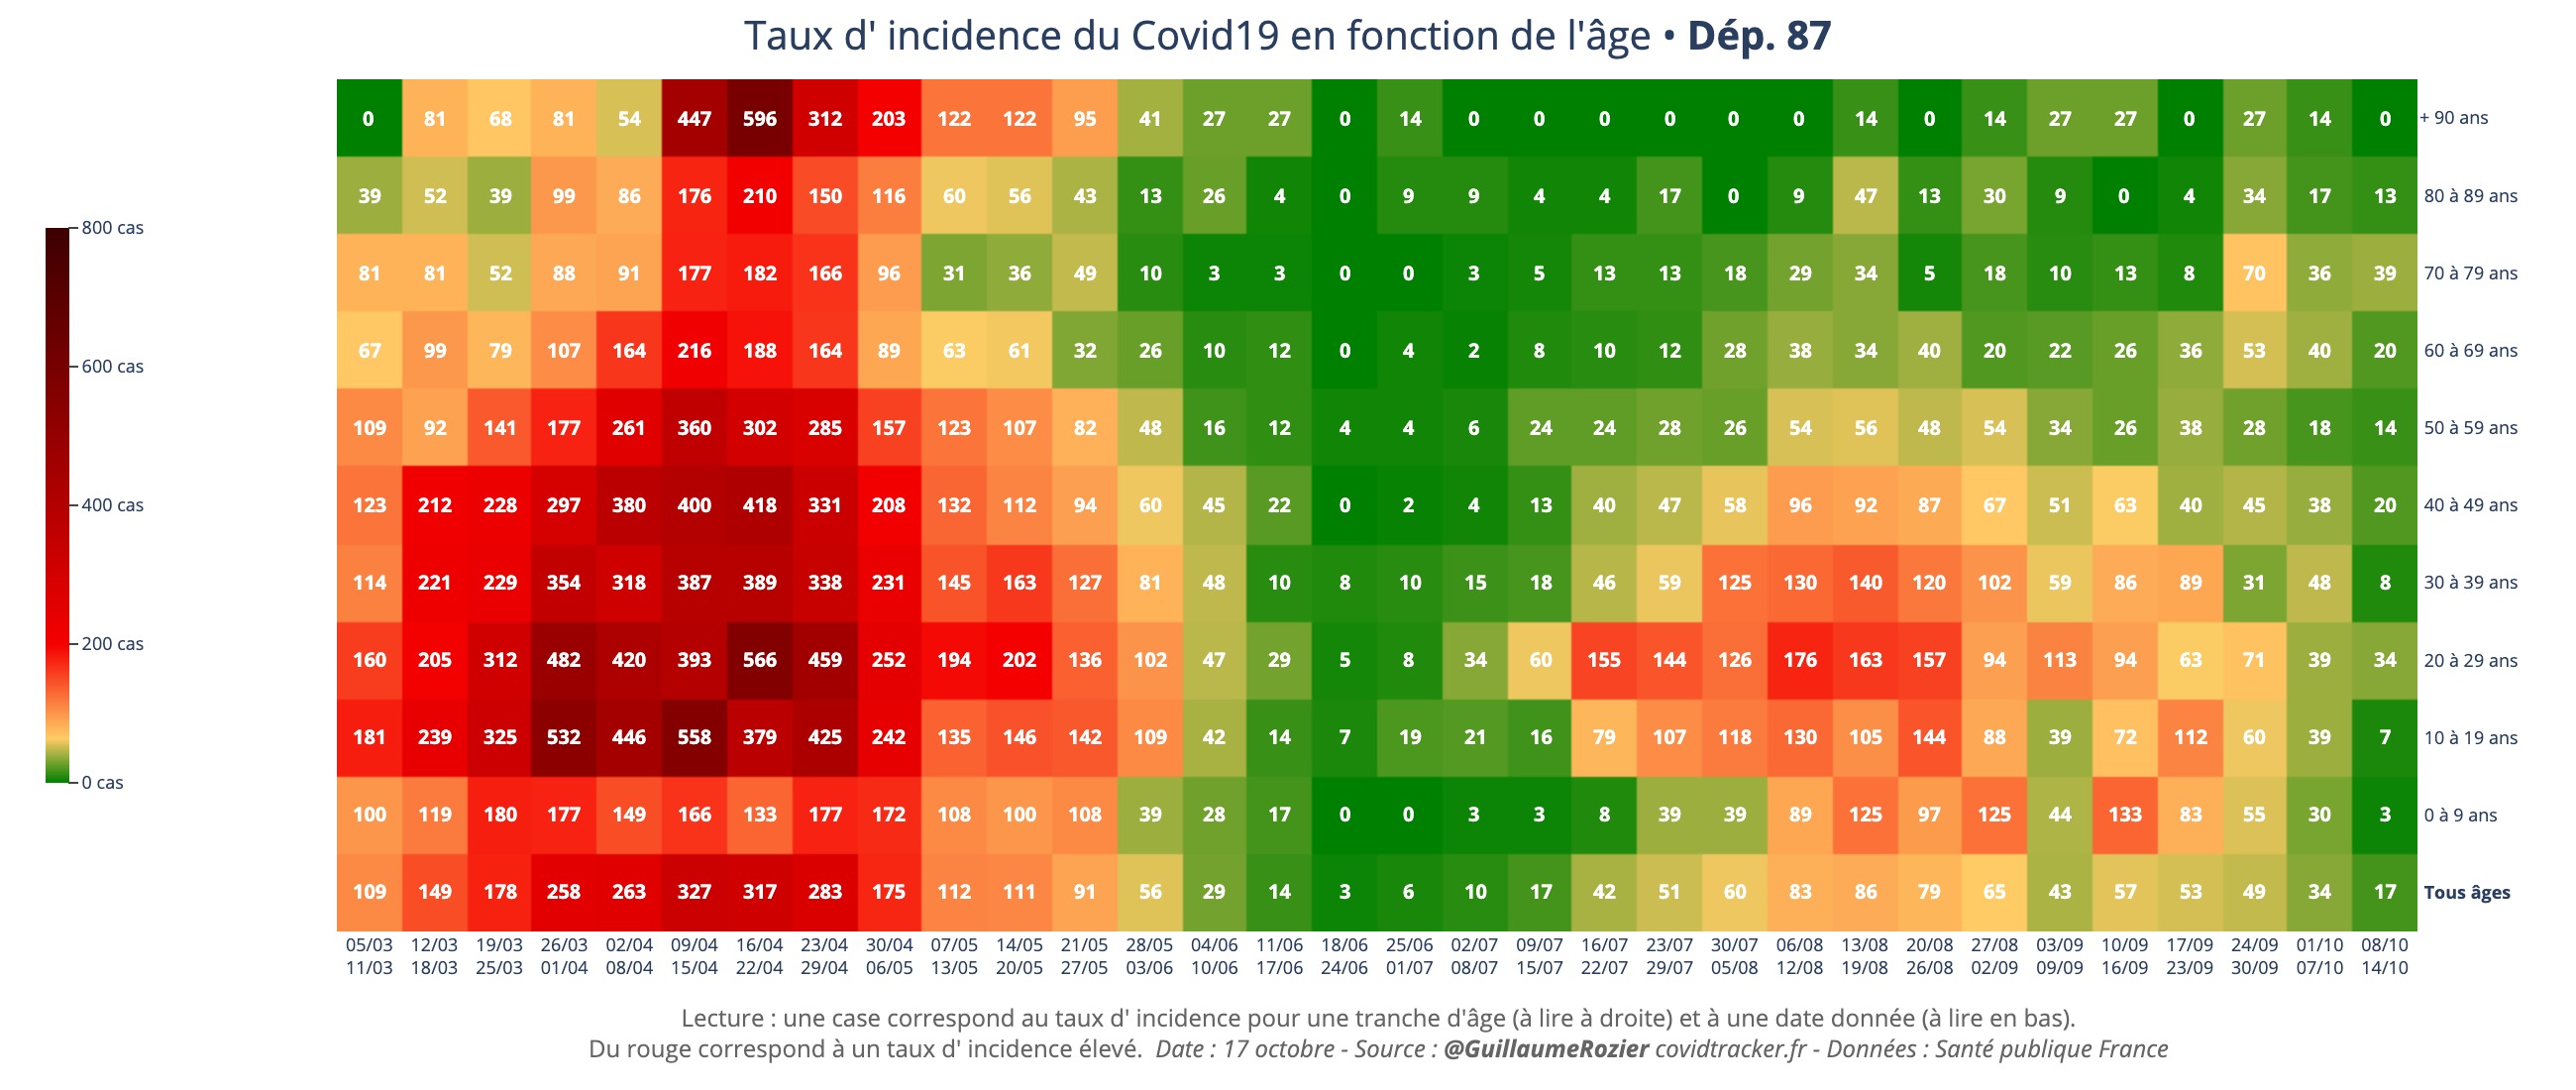 Taux d' incidence du Covid19 en fonction de l'âge • Dép. 87
0 81 68 81 54 447 596 312 203 122 122 95 41 27 27 0 14 0 0 0 0 0 0 14 0 14 27 27 0 27 14 0 + 90 ans
39 52 39 99 86 176 210 150 116 60 56 43 13 26 4 0 9 9 4 4 17 0 9 47 13 30 9 0 4 34 17 13 80 à 89 ans
81 81 52 88 91 177 182 166 96 31 36 49 10 3 3 0 0 3 5 13 13 18 29 34 5 18 10 13 8 70 36 39 70 à 79 ans
67 99 79 107 164 216 188 164 89 63 61 32 26 10 12 0 4 2 8 10 12 28 38 34 40 20 22 26 36 53 40 20 60 à 69 ans
109 92 141 177 261 360 302 285 157 123 107 82 48 16 12 4 4 6 24 24 28 26 54 56 48 54 34 26 38 28 18 14 50 à 59 ans
123 212 228 297 380 400 418 331 208 132 112 94 60 45 22 0 2 4 13 40 47 58 96 92 87 67 51 63 40 45 38 20 40 à 49 ans
114 221 229 354 318 387 389 338 231 145 163 127 81 48 10 8 10 15 18 46 59 125 130 140 120 102 59 86 89 31 48 8 30 à 39 ans
160 205 312 482 420 393 566 459 252 194 202 136 102 47 29 5 8 34 60 155 144 126 176 163 157 94 113 94 63 71 39 34 20 à 29 ans
181 239 325 532 446 558 379 425 242 135 146 142 109 42 14 7 19 21 16 79 107 118 130 105 144 88 39 72 112 60 39 7 10 à 19 ans
100 119 180 177 149 166 133 177 172 108 100 108 39 28 17 0 0 3 3 8 39 39 89 125 97 125 44 133 83 55 30 3 0 à 9 ans
109 149 178 258 263 327 317 283 175 112 111 91 56 29 14 3 6 10 17 42 51 60 83 86 79 65 43 57 53 49 34 17 Tous âges
05/03 12/03 19/03 26/03 02/04 09/04 16/04 23/04 30/04 07/05 14/05 21/05 28/05 04/06 11/06 18/06 25/06 02/07 09/07 16/07 23/07 30/07 06/08 13/08 20/08 27/08 03/09 10/09 17/09 24/09 01/10 08/10
11/03 18/03 25/03 01/04 08/04 15/04 22/04 29/04 06/05 13/05 20/05 27/05 03/06 10/06 17/06 24/06 01/07 08/07 15/07 22/07 29/07 05/08 12/08 19/08 26/08 02/09 09/09 16/09 23/09 30/09 07/10 14/10
800 cas
600 cas
400 cas
200 cas
0 cas
Lecture : une case correspond au taux d' incidence pour une tranche d'âge (à lire à droite) et à une date donnée (à lire en bas).
Du rouge correspond à un taux d' incidence élevé. Date : 17 octobre - Source : @GuillaumeRozier covidtracker.fr - Données : Santé publique France